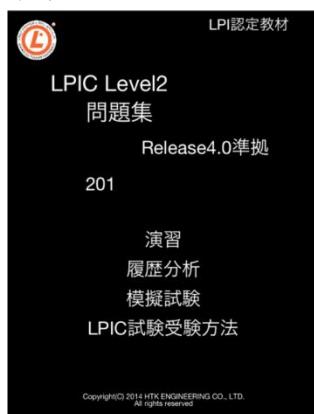 LPI認定教材
LPIC Level2
問題集
Release4.0準拠
201
演習
履歴分析
模擬試験
LPIC試験受験方法
Copyright(C) 2014 HTK ENGINEERING CO., LTD.
All rights reserved